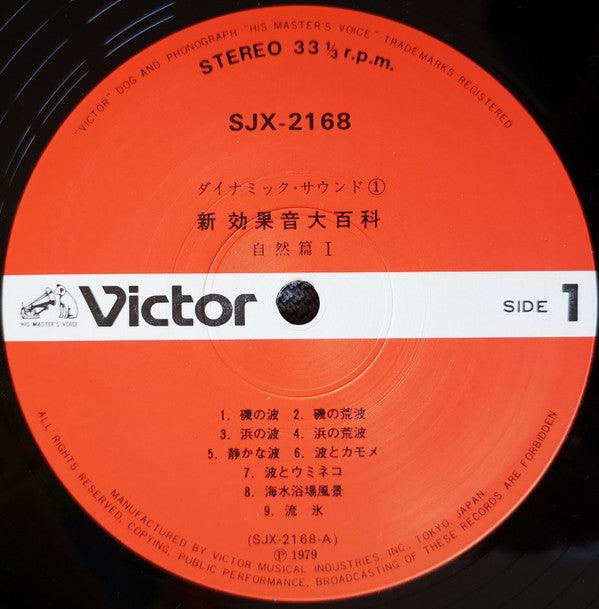 "VICTOR" DOG AND PHONOGRAPH "HIS MASTER'S VOICE" TRADEMARKS REGISTERED
STEREO 33 ⅓ r.p.m.
SJX-2168
ダイナミック・サウンド①
新 効果音大百科
自然篇 I
"HIS MASTER'S VOICE"
Victor
SIDE 1
1. 磯の波 2. 磯の荒波
3. 浜の波 4. 浜の荒波
5. 静かな波 6. 波とカモメ
7. 波とウミネコ
8. 海水浴場風景
9. 流 氷
(SJX-2168-A)
Ⓟ 1979
MANUFACTURED BY VICTOR MUSICAL INDUSTRIES, INC., TOKYO, JAPAN
ALL RIGHTS RESERVED, COPYING, PUBLIC PERFORMANCE, BROADCASTING OF THESE RECORDS ARE FORBIDDEN